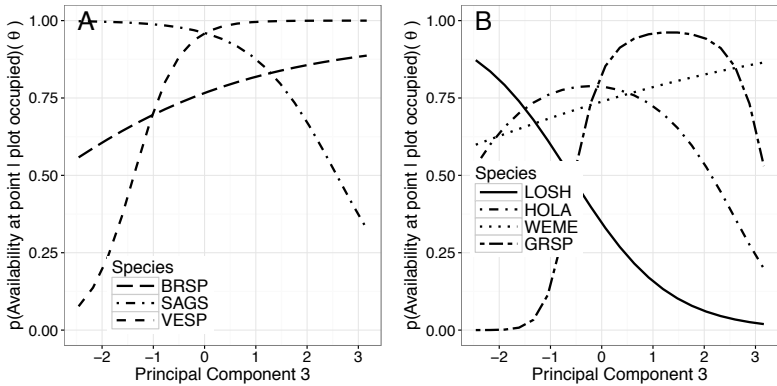 A
p(Availability at point | plot occupied)( θ )
1.00
0.75
0.50
0.25
0.00
Species
BRSP
SAGS
VESP
−2 −1 0 1 2 3
Principal Component 3
B
p(Availability at point | plot occupied)( θ )
1.00
0.75
0.50
0.25
0.00
Species
LOSH
HOLA
WEME
GRSP
−2 −1 0 1 2 3
Principal Component 3